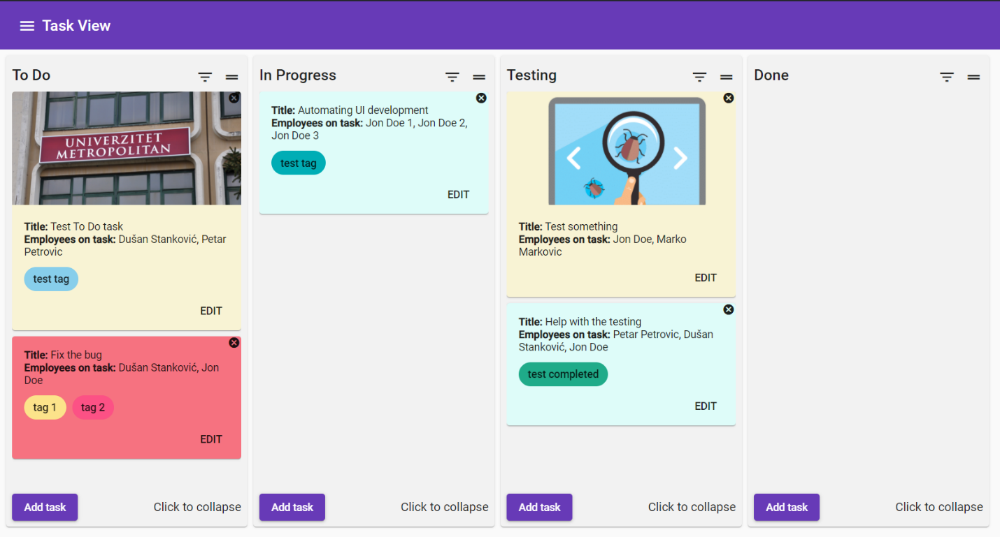 Task View
To Do
UNIVERZITET
METROPOLITAN
Title: Test To Do task
Employees on task: Dušan Stanković, Petar
Petrovic
test tag
EDIT
Title: Fix the bug
Employees on task: Dušan Stanković, Jon
Doe
tag 1 tag 2
EDIT
Add task Click to collapse
In Progress
Title: Automating UI development
Employees on task: Jon Doe 1, Jon Doe 2,
Jon Doe 3
test tag
EDIT
Add task Click to collapse
Testing
Title: Test something
Employees on task: Jon Doe, Marko
Markovic
EDIT
Title: Help with the testing
Employees on task: Petar Petrovic, Dušan
Stanković, Jon Doe
test completed
EDIT
Add task Click to collapse
Done
Add task Click to collapse